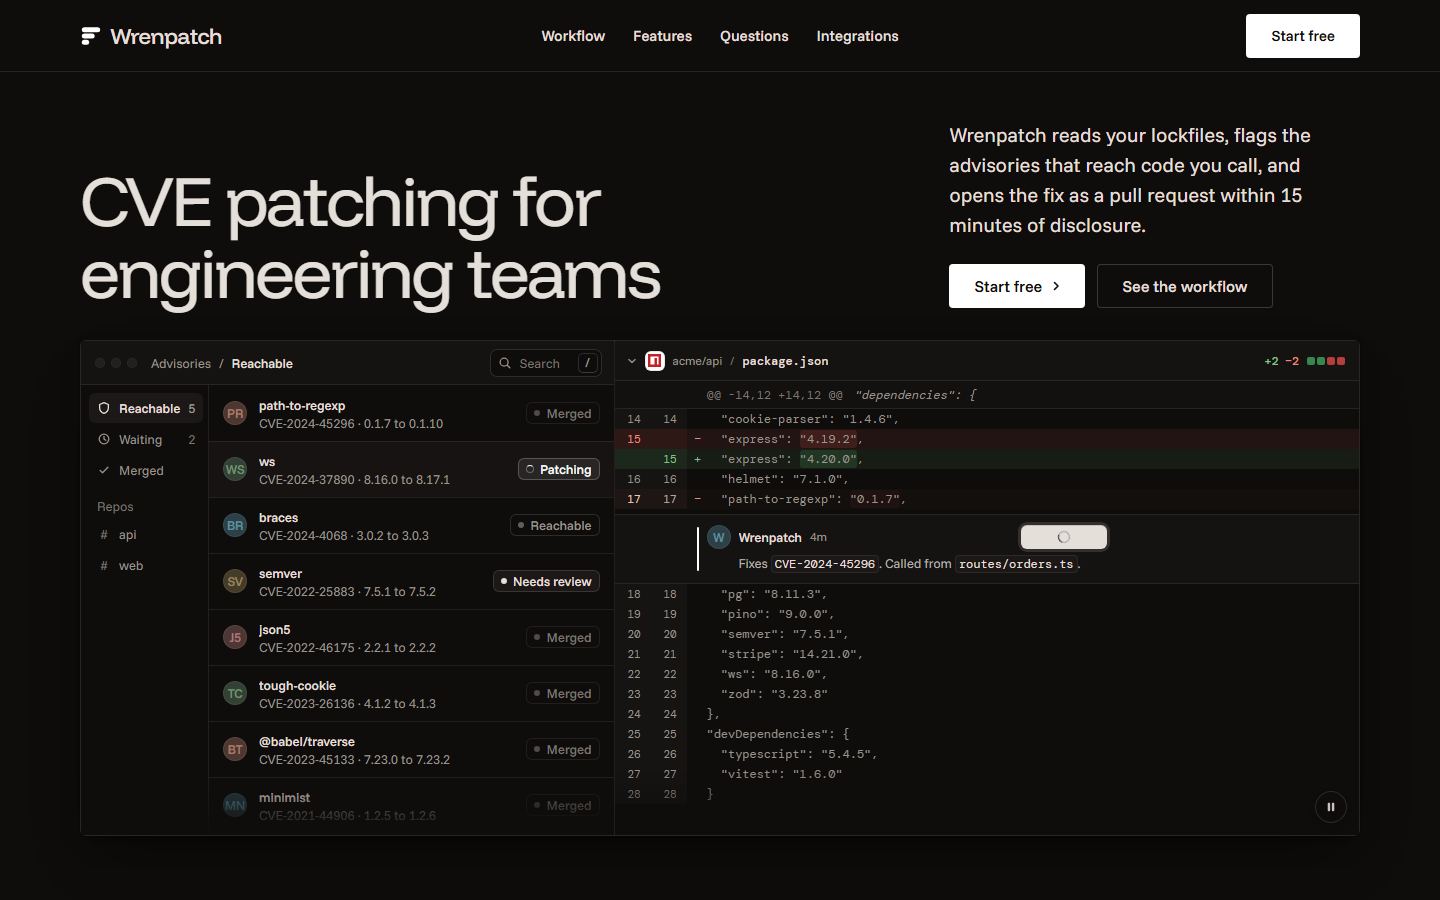 Wrenpatch
Workflow Features Questions Integrations
Start free
CVE patching for
engineering teams
Wrenpatch reads your lockfiles, flags the
advisories that reach code you call, and
opens the fix as a pull request within 15
minutes of disclosure.
Start free
See the workflow
Advisories / Reachable
Search /
Reachable 5
Waiting 2
Merged
Repos
# api
# web
PR path-to-regexp
CVE-2024-45296 · 0.1.7 to 0.1.10
Merged
WS ws
CVE-2024-37890 · 8.16.0 to 8.17.1
Patching
BR braces
CVE-2024-4068 · 3.0.2 to 3.0.3
Reachable
SV semver
CVE-2022-25883 · 7.5.1 to 7.5.2
Needs review
J5 json5
CVE-2022-46175 · 2.2.1 to 2.2.2
Merged
TC tough-cookie
CVE-2023-26136 · 4.1.2 to 4.1.3
Merged
BT @babel/traverse
CVE-2023-45133 · 7.23.0 to 7.23.2
Merged
MN minimist
CVE-2021-44906 · 1.2.5 to 1.2.6
Merged
acme/api / package.json
+2 −2
@@ -14,12 +14,12 @@ "dependencies": {
14 14 "cookie-parser": "1.4.6",
15 − "express": "4.19.2",
15 + "express": "4.20.0",
16 16 "helmet": "7.1.0",
17 17 − "path-to-regexp": "0.1.7",
W Wrenpatch 4m
Fixes CVE-2024-45296. Called from routes/orders.ts.
18 18 "pg": "8.11.3",
19 19 "pino": "9.0.0",
20 20 "semver": "7.5.1",
21 21 "stripe": "14.21.0",
22 22 "ws": "8.16.0",
23 23 "zod": "3.23.8"
24 24 },
25 25 "devDependencies": {
26 26 "typescript": "5.4.5",
27 27 "vitest": "1.6.0"
28 28 }